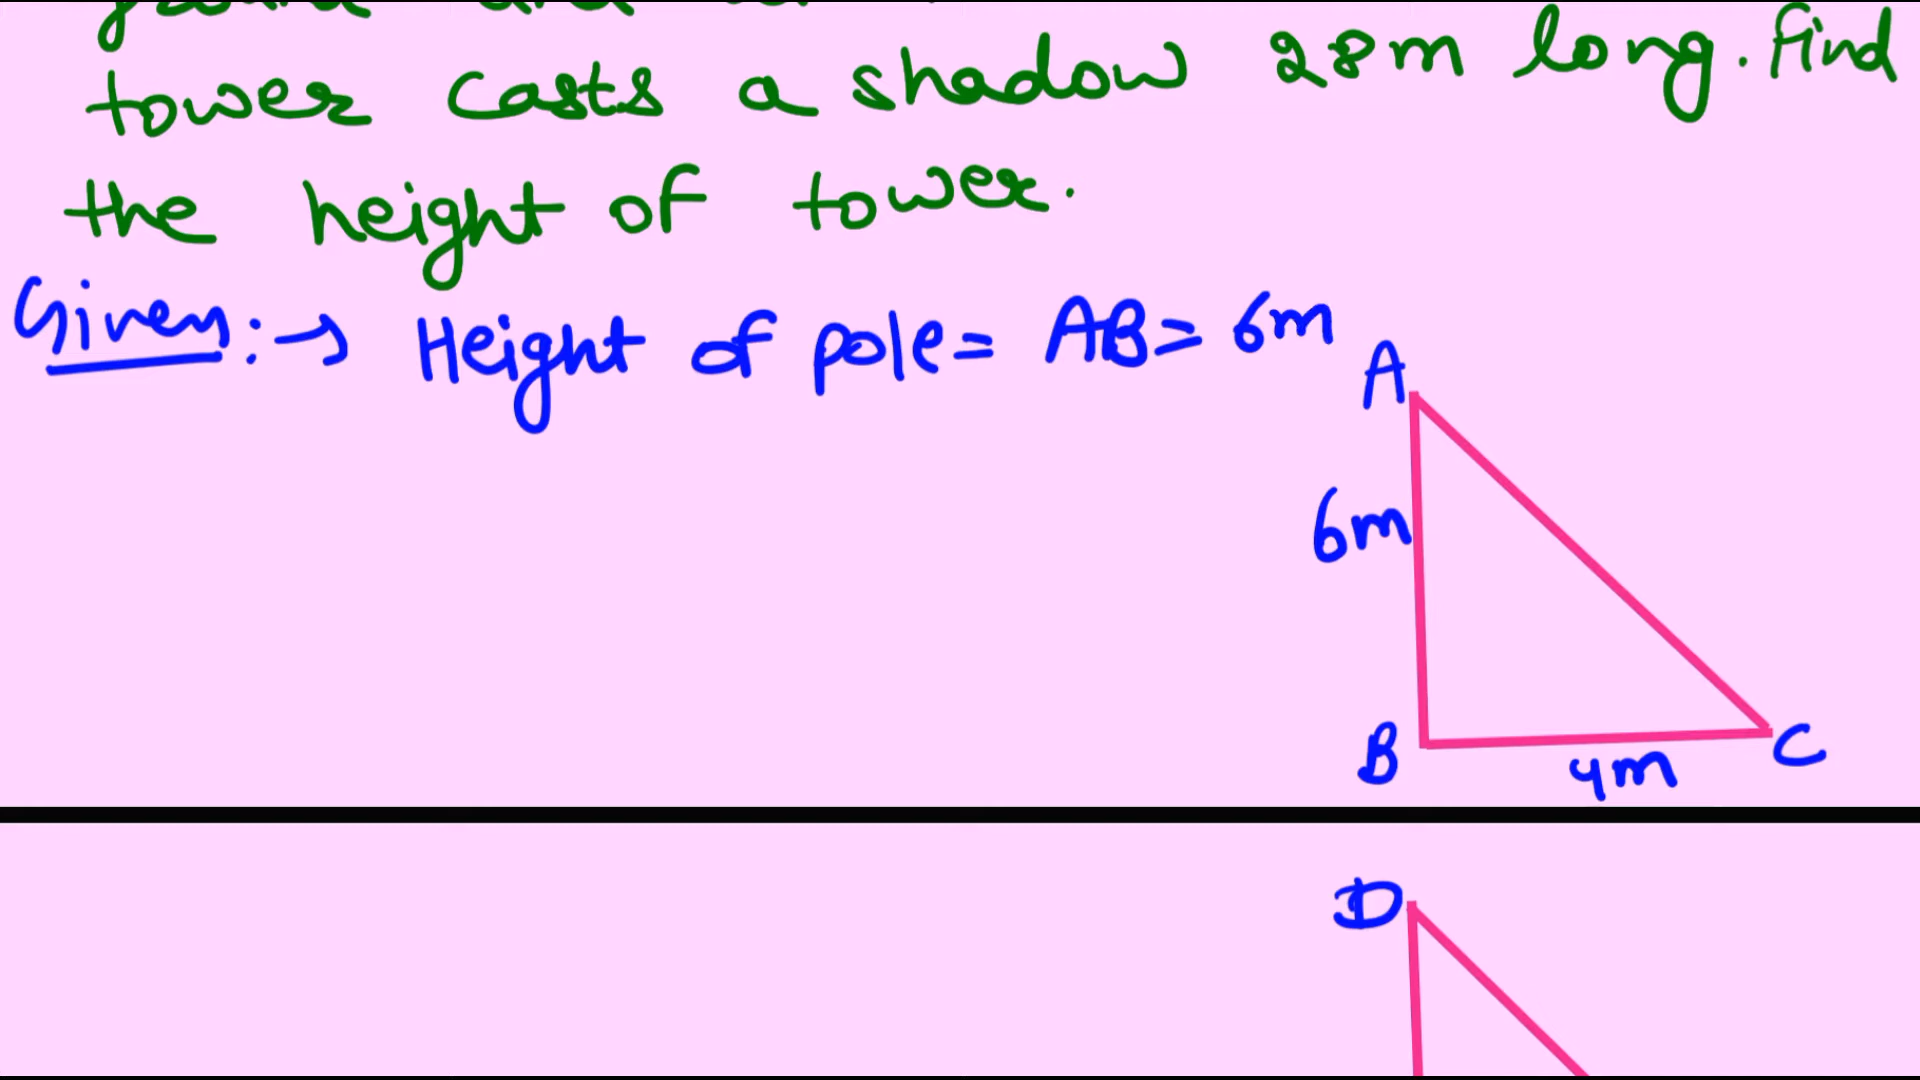 tower casts a shadow 28m long. Find
the height of tower.
Given:→ Height of pole = AB = 6m
A
6m
B
4m
C
D